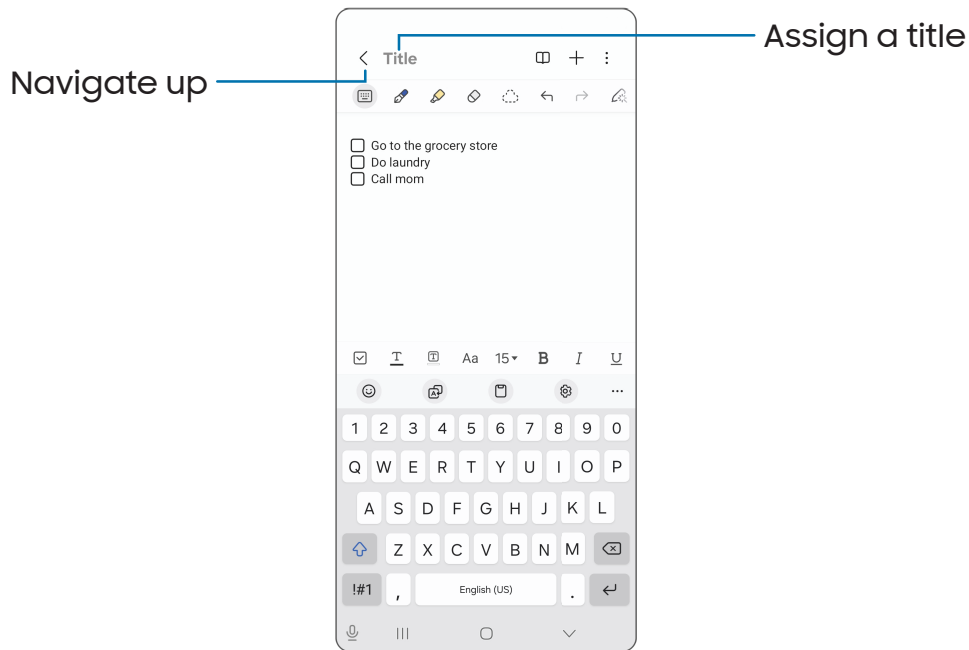 Assign a title
Title
Navigate up
Go to the grocery store
Do laundry
Call mom
T T Aa 15 B I U
A
1 2 3 4 5 6 7 8 9 0
Q W E R T Y U I O P
A S D F G H J K L
Z X C V B N M
!#1 , English (US) .